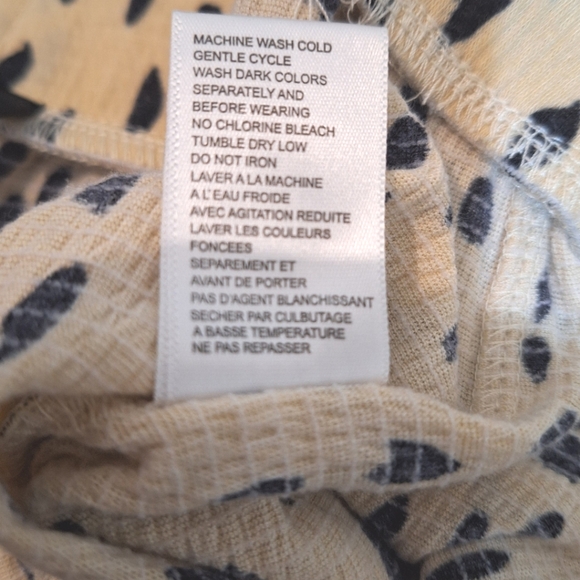 MACHINE WASH COLD
GENTLE CYCLE
WASH DARK COLORS
SEPARATELY AND
BEFORE WEARING
NO CHLORINE BLEACH
TUMBLE DRY LOW
DO NOT IRON
LAVER A LA MACHINE
A L'EAU FROIDE
AVEC AGITATION REDUITE
LAVER LES COULEURS
FONCEES
SEPAREMENT ET
AVANT DE PORTER
PAS D'AGENT BLANCHISSANT
SECHER PAR CULBUTAGE
A BASSE TEMPERATURE
NE PAS REPASSER